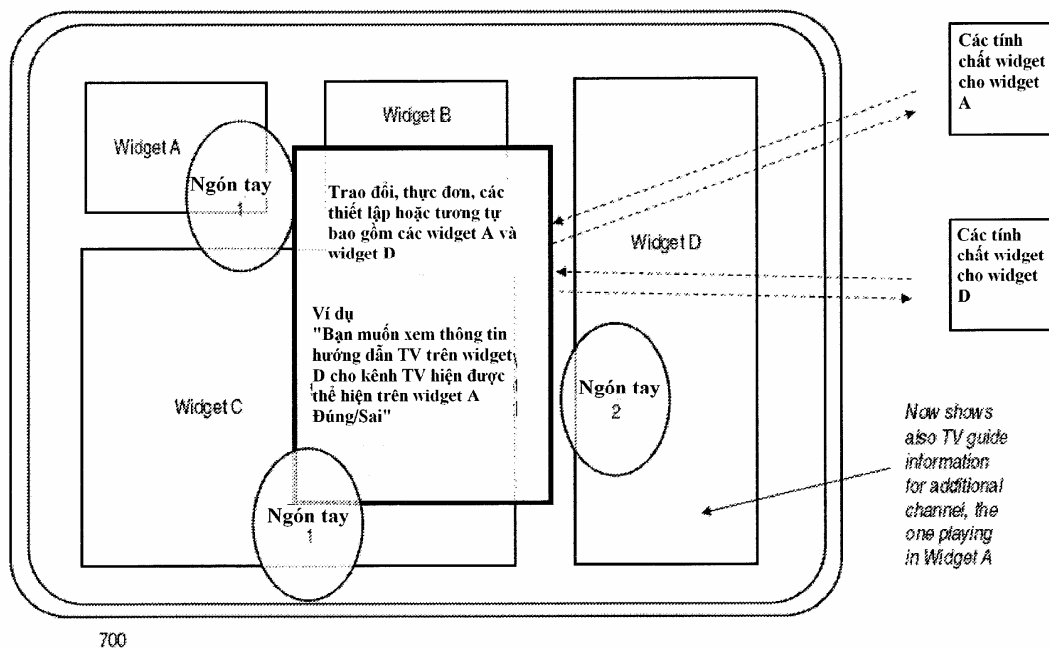 Widget A
Ngón tay
1
Widget B
Trao đổi, thực đơn, các
thiết lập hoặc tương tự
bao gồm các widget A và
widget D
Ví dụ
"Bạn muốn xem thông tin
hướng dẫn TV trên widget
D cho kênh TV hiện được
thể hiện trên widget A
Đúng/Sai"
Widget C
Ngón tay
1
Widget D
Ngón tay
2
Các tính
chất widget
cho widget
A
Các tính
chất widget
cho widget
D
Now shows
also TV guide
information
for additional
channel, the
one playing
in Widget A
700